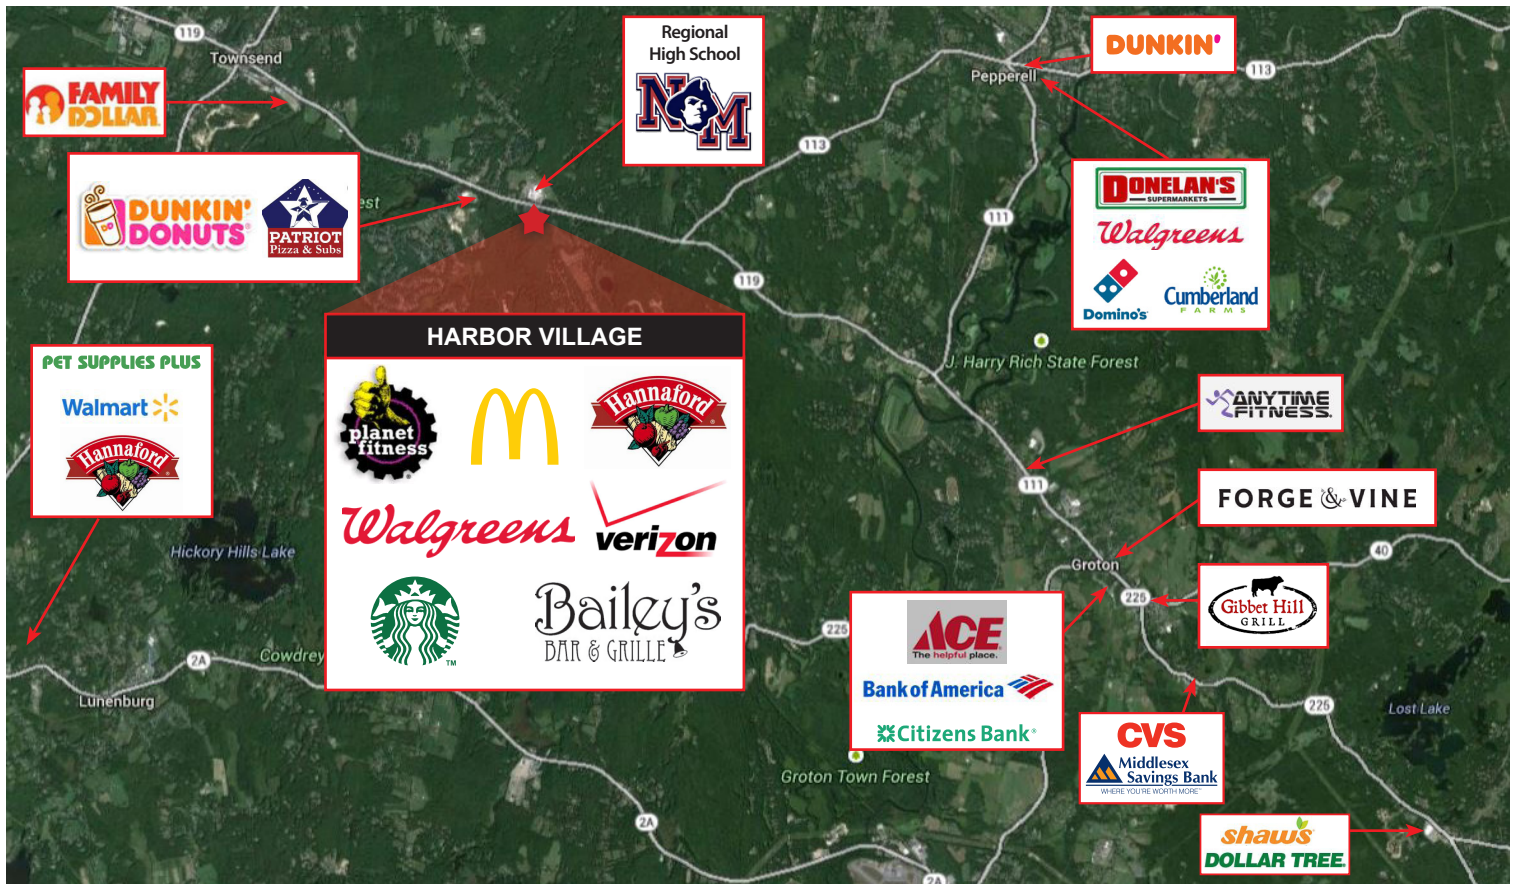 119
Townsend
FAMILY
DOLLAR
Regional
High School
NM
DUNKIN'
113
Pepperell
113
DUNKIN'
DONUTS
PATRIOT
Pizza & Subs
est
DONELAN'S
SUPERMARKETS
Walgreens
Domino's
Cumberland
FARMS
111
119
HARBOR VILLAGE
planet
fitness
Hannaford
Walgreens
verizon
TM
Bailey's
BAR & GRILLE
PET SUPPLIES PLUS
Walmart
Hannaford
J. Harry Rich State Forest
ANYTIME
FITNESS
111
FORGE & VINE
Hickory Hills Lake
40
Groton
225
Gibbet Hill
GRILL
ACE
The helpful place.
Bank of America
Citizens Bank
225
2A
Cowdrey
Lunenburg
225
Lost Lake
CVS
Middlesex
Savings Bank
WHERE YOU'RE WORTH MORE
Groton Town Forest
2A
shaw's
DOLLAR TREE
2A